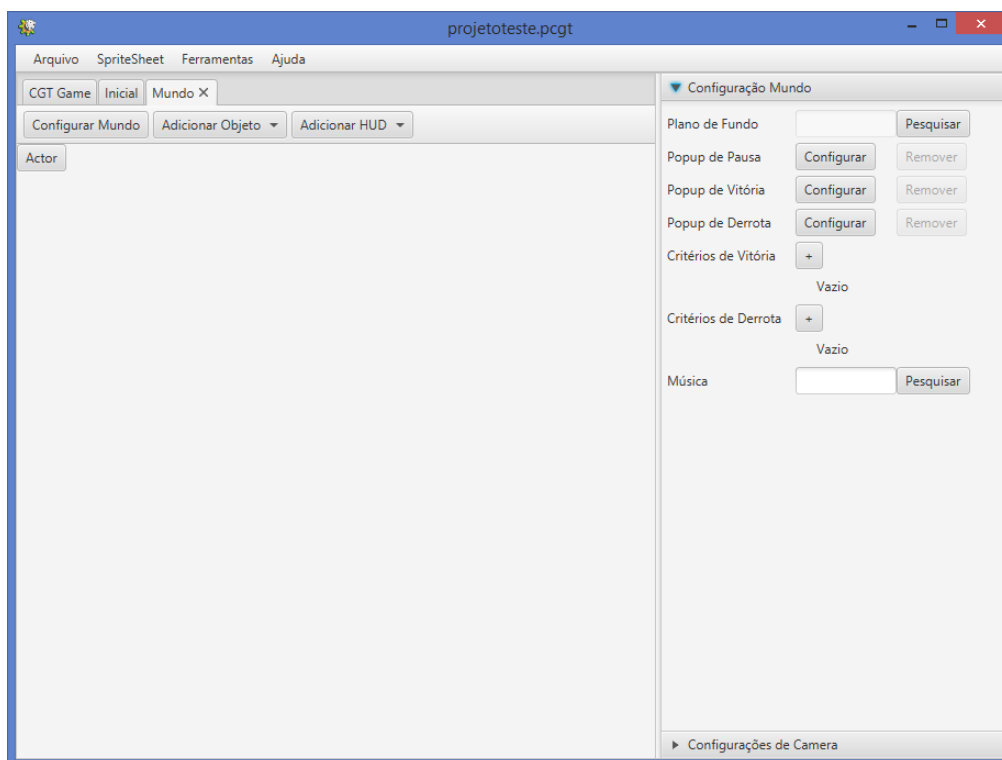 projetoteste.pcgt
Arquivo SpriteSheet Ferramentas Ajuda
CGT Game Inicial Mundo
Configurar Mundo Adicionar Objeto Adicionar HUD
Actor
Configuração Mundo
Plano de Fundo Pesquisar
Popup de Pausa Configurar Remover
Popup de Vitória Configurar Remover
Popup de Derrota Configurar Remover
Critérios de Vitória +
Vazio
Critérios de Derrota +
Vazio
Música Pesquisar
Configurações de Camera